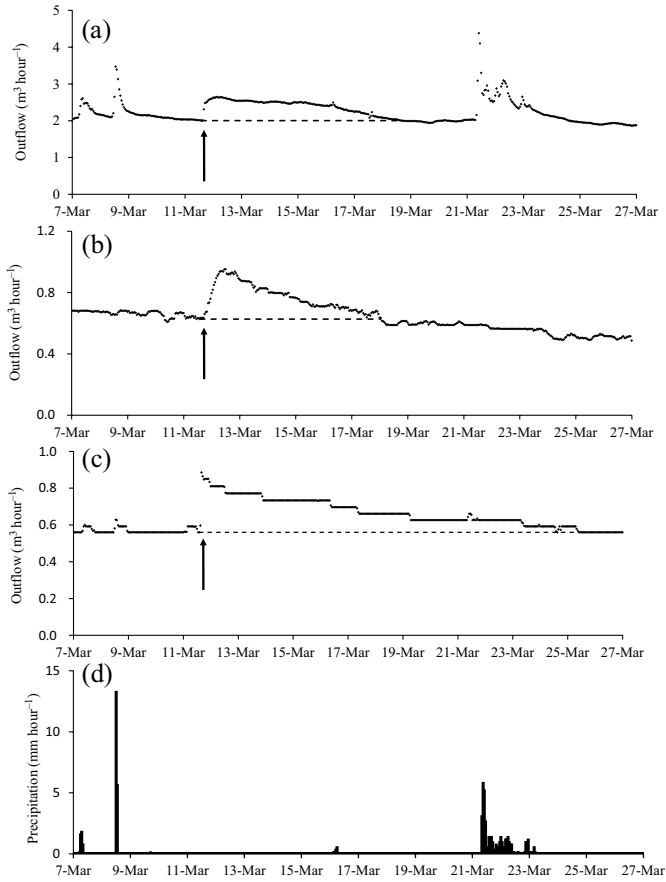 (a)
Outflow (m³ hour⁻¹)
5
4
3
2
1
0
7-Mar 9-Mar 11-Mar 13-Mar 15-Mar 17-Mar 19-Mar 21-Mar 23-Mar 25-Mar 27-Mar
(b)
Outflow (m³ hour⁻¹)
1.2
0.8
0.4
0.0
7-Mar 9-Mar 11-Mar 13-Mar 15-Mar 17-Mar 19-Mar 21-Mar 23-Mar 25-Mar 27-Mar
(c)
Outflow (m³ hour⁻¹)
1.0
0.8
0.6
0.4
0.2
0.0
7-Mar 9-Mar 11-Mar 13-Mar 15-Mar 17-Mar 19-Mar 21-Mar 23-Mar 25-Mar 27-Mar
(d)
Precipitation (mm hour⁻¹)
15
10
5
0
7-Mar 9-Mar 11-Mar 13-Mar 15-Mar 17-Mar 19-Mar 21-Mar 23-Mar 25-Mar 27-Mar